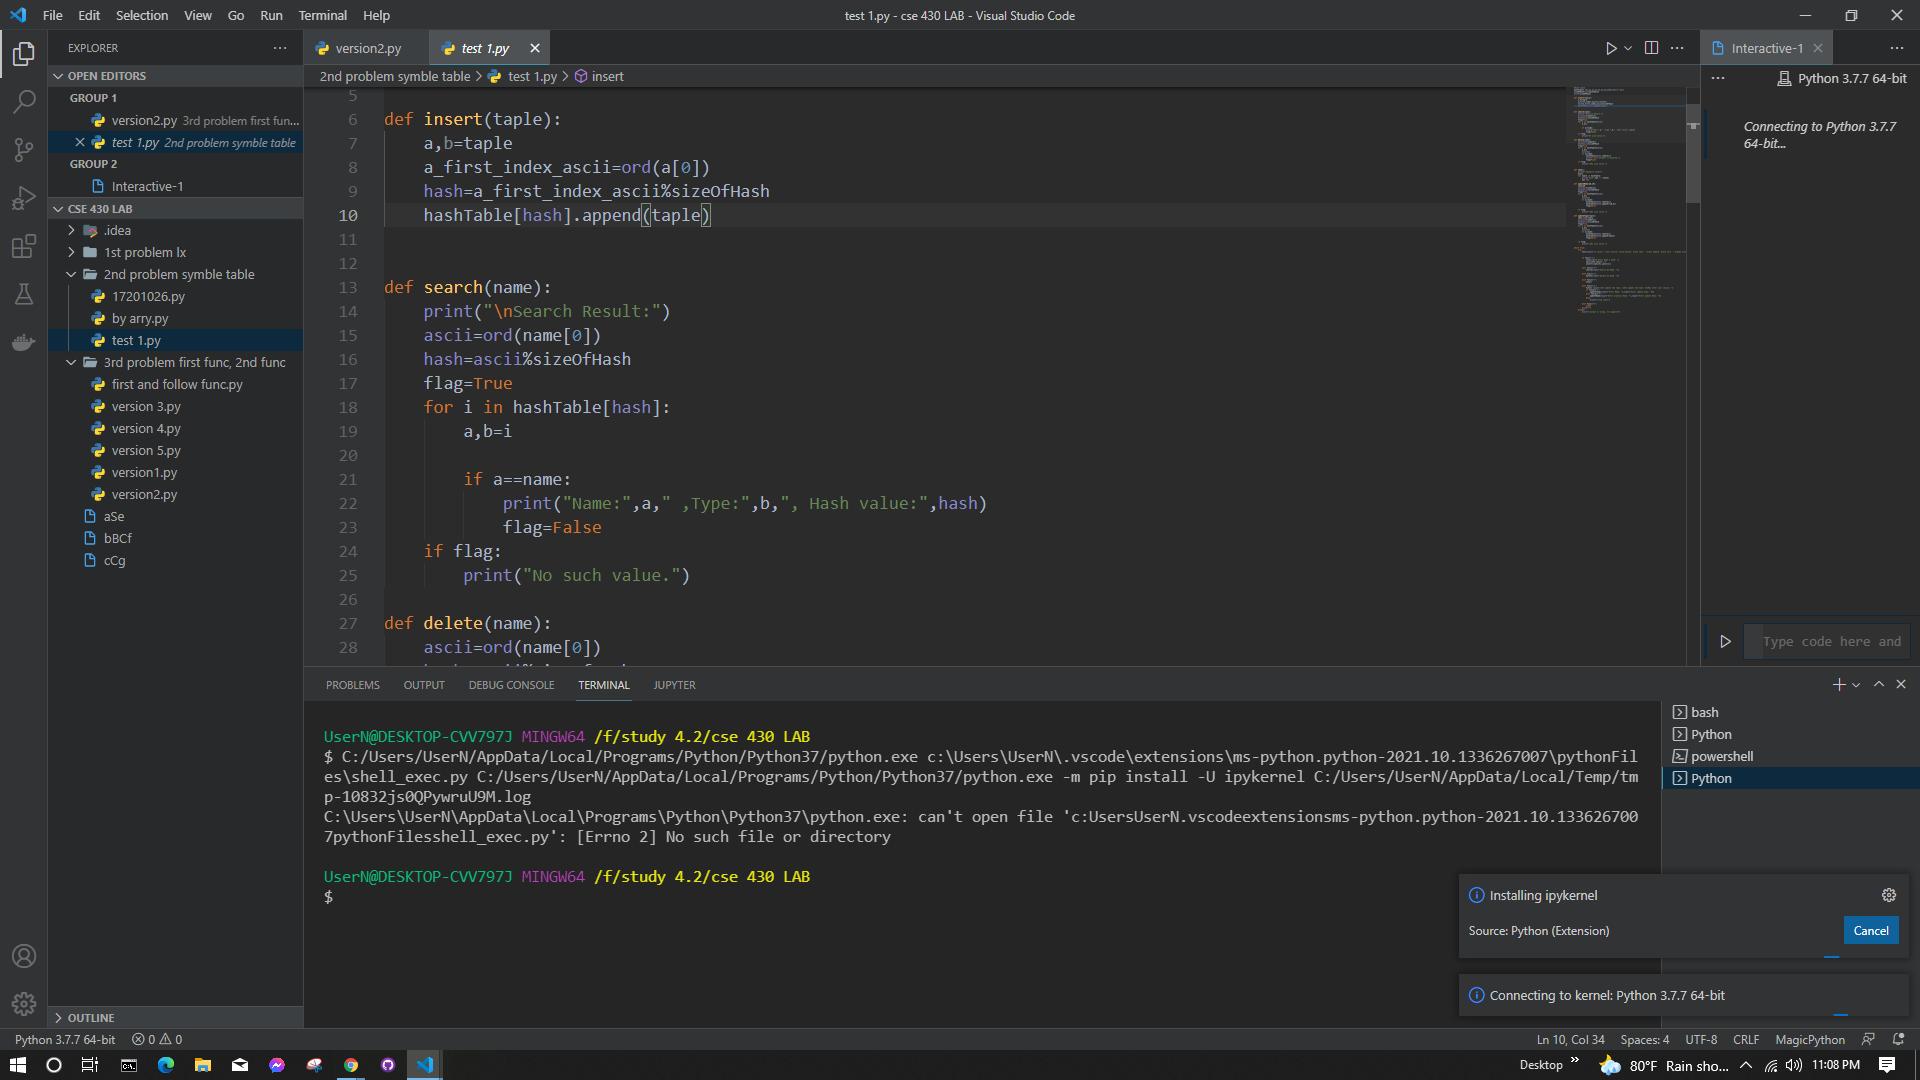 File Edit Selection View Go Run Terminal Help
test 1.py - cse 430 LAB - Visual Studio Code
EXPLORER
OPEN EDITORS
GROUP 1
version2.py 3rd problem first fun...
test 1.py 2nd problem symble table
GROUP 2
Interactive-1
CSE 430 LAB
.idea
1st problem lx
2nd problem symble table
17201026.py
by arry.py
test 1.py
3rd problem first func, 2nd func
first and follow func.py
version 3.py
version 4.py
version 5.py
version1.py
version2.py
aSe
bBCf
cCg
OUTLINE
version2.py
test 1.py
2nd problem symble table > test 1.py > insert
5
6 def insert(taple):
7 a,b=taple
8 a_first_index_ascii=ord(a[0])
9 hash=a_first_index_ascii%sizeOfHash
10 hashTable[hash].append(taple)
11
12
13 def search(name):
14 print("\nSearch Result:")
15 ascii=ord(name[0])
16 hash=ascii%sizeOfHash
17 flag=True
18 for i in hashTable[hash]:
19 a,b=i
20
21 if a==name:
22 print("Name:",a," ,Type:",b,", Hash value:",hash)
23 flag=False
24 if flag:
25 print("No such value.")
26
27 def delete(name):
28 ascii=ord(name[0])
Interactive-1
Python 3.7.7 64-bit
Connecting to Python 3.7.7
64-bit...
Type code here and
PROBLEMS OUTPUT DEBUG CONSOLE TERMINAL JUPYTER
UserN@DESKTOP-CVV797J MINGW64 /f/study 4.2/cse 430 LAB
$ C:/Users/UserN/AppData/Local/Programs/Python/Python37/python.exe c:\Users\UserN\.vscode\extensions\ms-python.python-2021.10.1336267007\pythonFil
es\shell_exec.py C:/Users/UserN/AppData/Local/Programs/Python/Python37/python.exe -m pip install -U ipykernel C:/Users/UserN/AppData/Local/Temp/tm
p-10832js0QPywruU9M.log
C:\Users\UserN\AppData\Local\Programs\Python\Python37\python.exe: can't open file 'c:UsersUserN.vscodeextensionsms-python.python-2021.10.133626700
7pythonFilesshell_exec.py': [Errno 2] No such file or directory
UserN@DESKTOP-CVV797J MINGW64 /f/study 4.2/cse 430 LAB
$
bash
Python
powershell
Python
Installing ipykernel
Source: Python (Extension)
Cancel
Connecting to kernel: Python 3.7.7 64-bit
Python 3.7.7 64-bit 0 0
Ln 10, Col 34 Spaces: 4 UTF-8 CRLF MagicPython
Desktop
80°F Rain sho...
11:08 PM